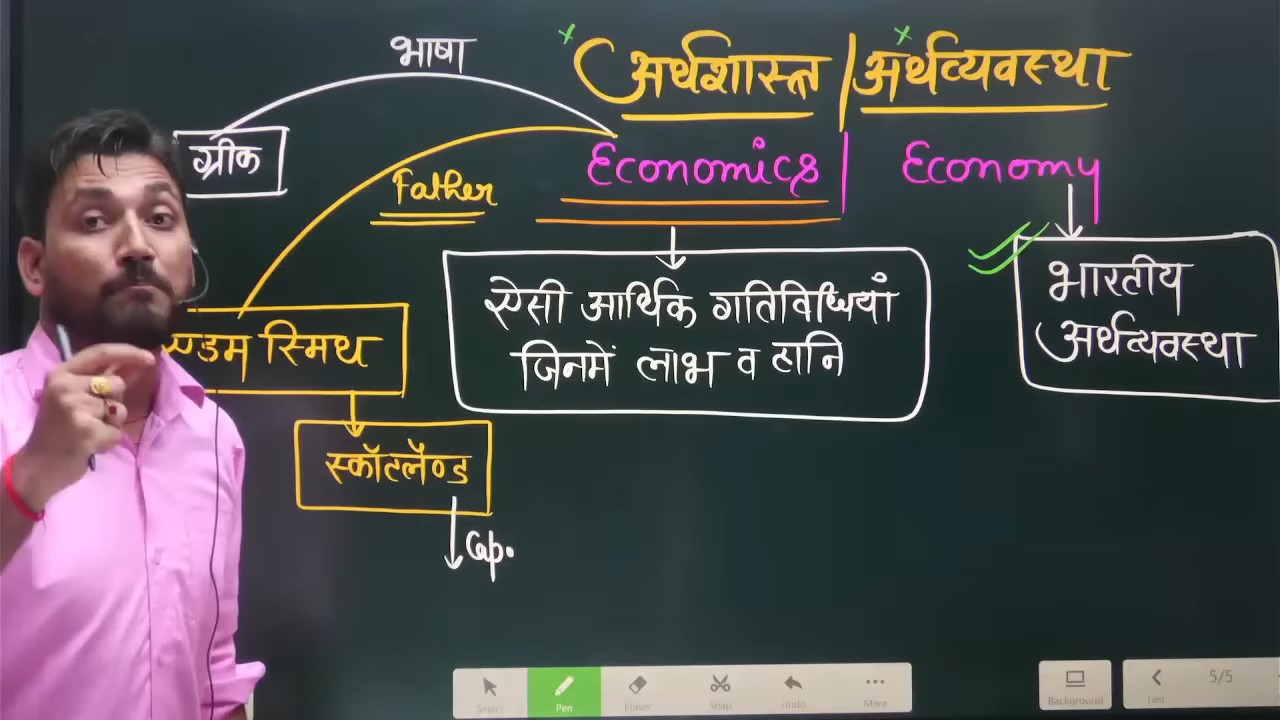 भाषा
अर्थशास्त्र / अर्थव्यवस्था
ग्रीक
Father
Economics | Economy
ऐसी आर्थिक गतिविधियां
जिनमें लाभ व हानि
भारतीय
अर्थव्यवस्था
एडम स्मिथ
स्कॉटलैण्ड
Cap.
Select
Pen
Eraser
Snap
Undo
More
Background
Last
5/5